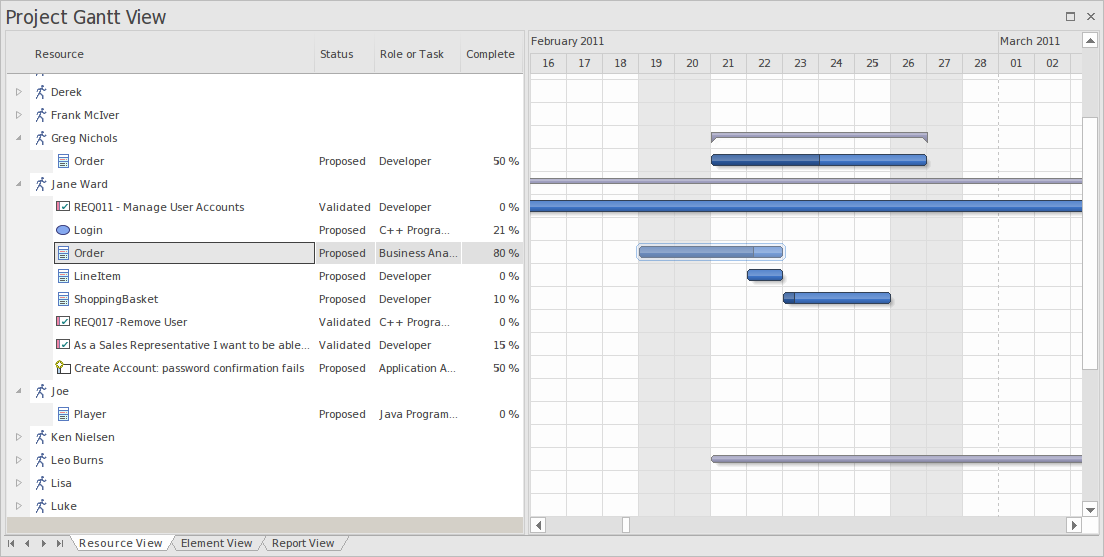 Project Gantt View
Resource Status Role or Task Complete
February 2011 March 2011
16 17 18 19 20 21 22 23 24 25 26 27 28 01 02
Derek
Frank McIver
Greg Nichols
Order Proposed Developer 50 %
Jane Ward
REQ011 - Manage User Accounts Validated Developer 0 %
Login Proposed C++ Progra... 21 %
Order Proposed Business Ana... 80 %
LineItem Proposed Developer 0 %
ShoppingBasket Proposed Developer 10 %
REQ017 -Remove User Validated C++ Progra... 0 %
As a Sales Representative I want to be able... Validated Developer 15 %
Create Account: password confirmation fails Proposed Application A... 50 %
Joe
Player Proposed Java Program... 0 %
Ken Nielsen
Leo Burns
Lisa
Luke
Resource View Element View Report View